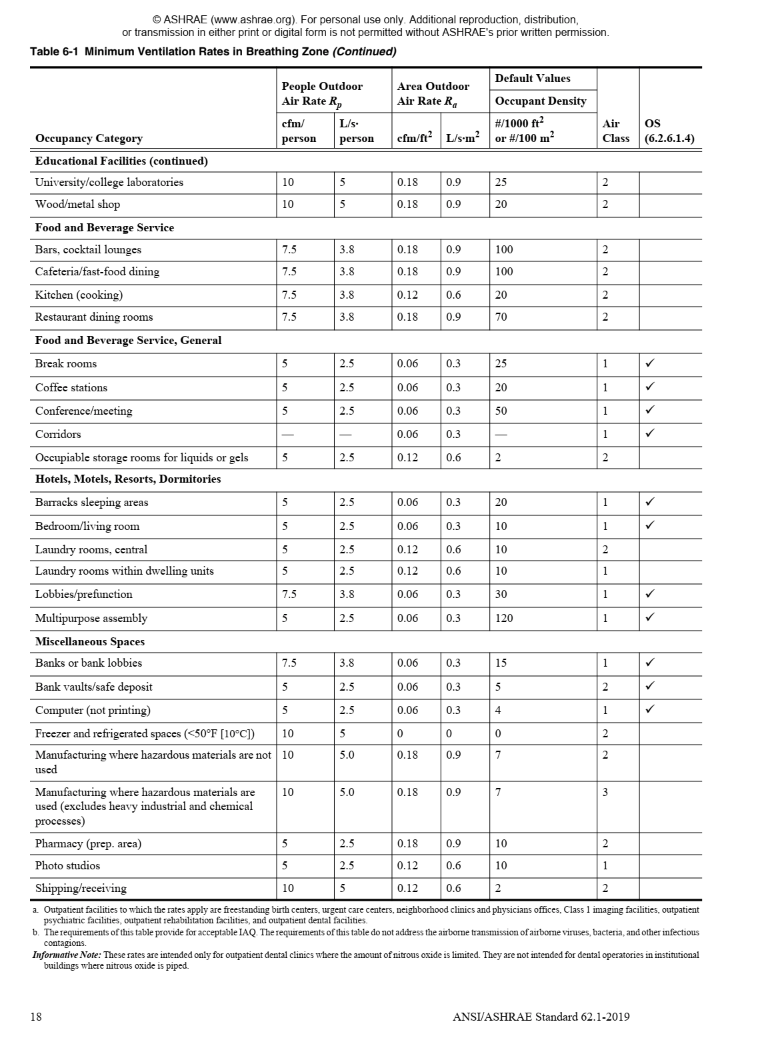 © ASHRAE (www.ashrae.org). For personal use only. Additional reproduction, distribution,
or transmission in either print or digital form is not permitted without ASHRAE's prior written permission.
Table 6-1 Minimum Ventilation Rates in Breathing Zone (Continued)
Occupancy Category
People Outdoor
Air Rate Rp
Area Outdoor
Air Rate Ra
Default Values
Occupant Density
cfm/
person
L/s·
person
cfm/ft2
L/s·m2
#/1000 ft2
or #/100 m2
Air
Class
OS
(6.2.6.1.4)
Educational Facilities (continued)
University/college laboratories 10 5 0.18 0.9 25 2
Wood/metal shop 10 5 0.18 0.9 20 2
Food and Beverage Service
Bars, cocktail lounges 7.5 3.8 0.18 0.9 100 2
Cafeteria/fast-food dining 7.5 3.8 0.18 0.9 100 2
Kitchen (cooking) 7.5 3.8 0.12 0.6 20 2
Restaurant dining rooms 7.5 3.8 0.18 0.9 70 2
Food and Beverage Service, General
Break rooms 5 2.5 0.06 0.3 25 1 ✓
Coffee stations 5 2.5 0.06 0.3 20 1 ✓
Conference/meeting 5 2.5 0.06 0.3 50 1 ✓
Corridors — — 0.06 0.3 — 1 ✓
Occupiable storage rooms for liquids or gels 5 2.5 0.12 0.6 2 2
Hotels, Motels, Resorts, Dormitories
Barracks sleeping areas 5 2.5 0.06 0.3 20 1 ✓
Bedroom/living room 5 2.5 0.06 0.3 10 1 ✓
Laundry rooms, central 5 2.5 0.12 0.6 10 2
Laundry rooms within dwelling units 5 2.5 0.12 0.6 10 1
Lobbies/prefunction 7.5 3.8 0.06 0.3 30 1 ✓
Multipurpose assembly 5 2.5 0.06 0.3 120 1 ✓
Miscellaneous Spaces
Banks or bank lobbies 7.5 3.8 0.06 0.3 15 1 ✓
Bank vaults/safe deposit 5 2.5 0.06 0.3 5 2 ✓
Computer (not printing) 5 2.5 0.06 0.3 4 1 ✓
Freezer and refrigerated spaces (<50°F [10°C]) 10 5 0 0 0 2
Manufacturing where hazardous materials are not 10 5.0 0.18 0.9 7 2
used
Manufacturing where hazardous materials are 10 5.0 0.18 0.9 7 3
used (excludes heavy industrial and chemical
processes)
Pharmacy (prep. area) 5 2.5 0.18 0.9 10 2
Photo studios 5 2.5 0.12 0.6 10 1
Shipping/receiving 10 5 0.12 0.6 2 2
a. Outpatient facilities to which the rates apply are freestanding birth centers, urgent care centers, neighborhood clinics and physicians offices, Class 1 imaging facilities, outpatient
psychiatric facilities, outpatient rehabilitation facilities, and outpatient dental facilities.
b. The requirements of this table provide for acceptable IAQ. The requirements of this table do not address the airborne transmission of airborne viruses, bacteria, and other infectious
contagions.
Informative Note: These rates are intended only for outpatient dental clinics where the amount of nitrous oxide is limited. They are not intended for dental operatories in institutional
buildings where nitrous oxide is piped.
18
ANSI/ASHRAE Standard 62.1-2019